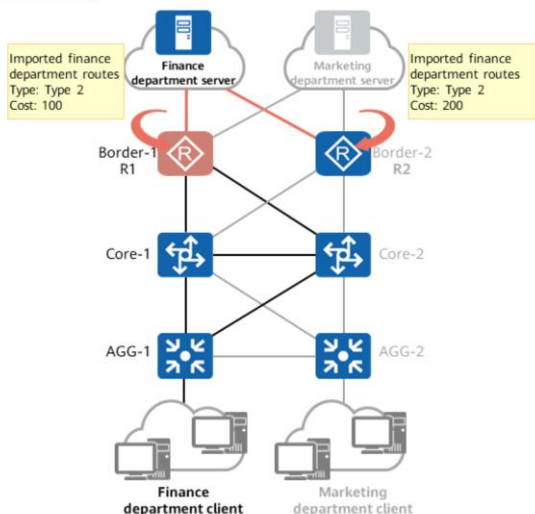 Finance
department server
Marketing
department server
Imported finance
department routes
Type: Type 2
Cost: 100
Imported finance
department routes
Type: Type 2
Cost: 200
Border-1
R1
R
R
Border-2
R2
Core-1
Core-2
AGG-1
AGG-2
Finance
department client
Marketing
department client